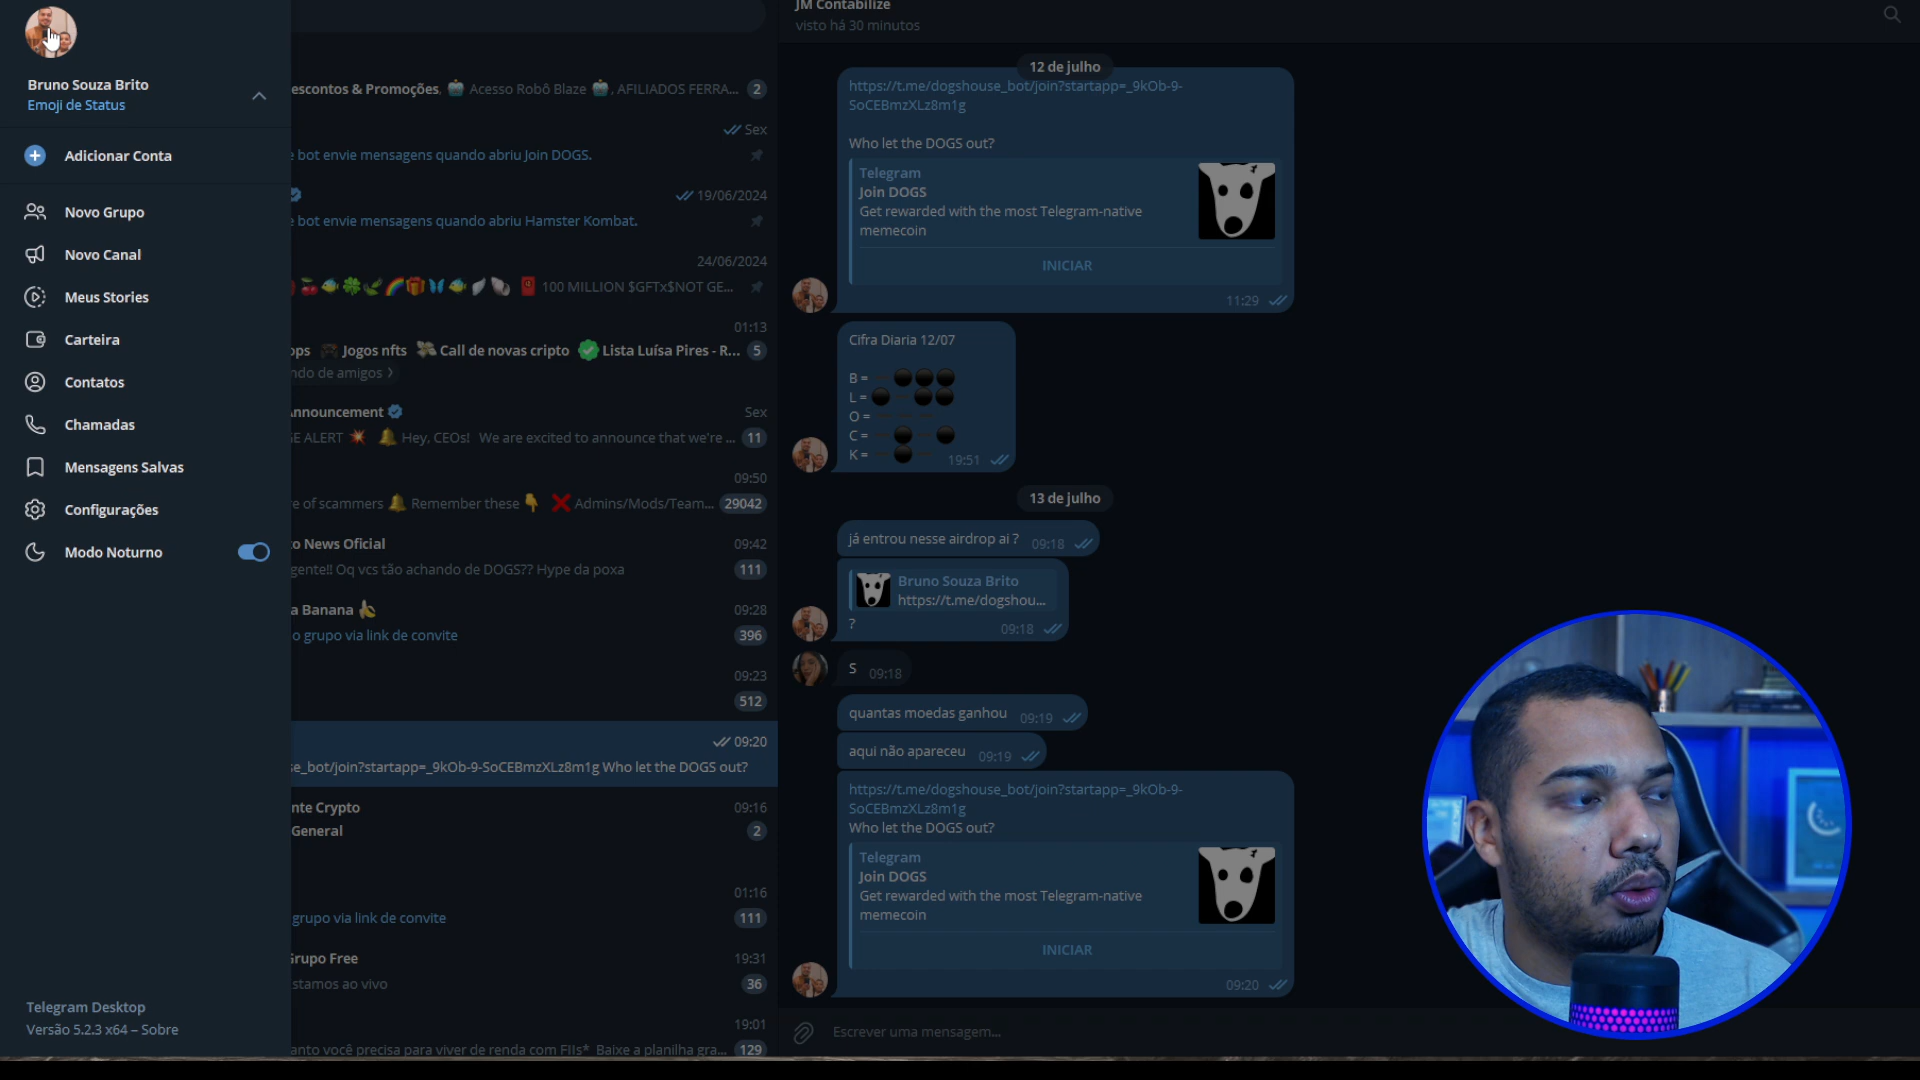 Bruno Souza Brito
Emoji de Status
Adicionar Conta
Novo Grupo
Novo Canal
Meus Stories
Carteira
Contatos
Chamadas
Mensagens Salvas
Configurações
Modo Noturno
Telegram Desktop
Versão 5.2.3 x64 – Sobre
escontos & Promoções, Acesso Robô Blaze , AFILIADOS FERRA... 2
Sex
e bot envie mensagens quando abriu Join DOGS.
19/06/2024
e bot envie mensagens quando abriu Hamster Kombat.
24/06/2024
100 MILLION $GFTx$NOT GE...
01:13
ops Jogos nfts Call de novas cripto Lista Luísa Pires - R... 5
ndo de amigos
Announcement Sex
GE ALERT Hey, CEOs! We are excited to announce that we're ... 11
09:50
re of scammers Remember these Admins/Mods/Team... 29042
o News Oficial 09:42
gente!! Oq vcs tão achando de DOGS?? Hype da poxa 111
a Banana 09:28
o grupo via link de convite 396
09:23
512
09:20
se_bot/join?startapp=_9kOb-9-SoCEBmzXLz8m1g Who let the DOGS out?
nte Crypto 09:16
General 2
01:16
grupo via link de convite 111
Grupo Free 19:31
stamos ao vivo 36
19:01
anto você precisa para viver de renda com FIIs* Baixe a planilha gra... 129
JM Contabilize
visto há 30 minutos
12 de julho
https://t.me/dogshouse_bot/join?startapp=_9kOb-9-
SoCEBmzXLz8m1g
Who let the DOGS out?
Telegram
Join DOGS
Get rewarded with the most Telegram-native
memecoin
INICIAR
11:29
Cifra Diaria 12/07
B =
L =
O =
C =
K =
19:51
13 de julho
já entrou nesse airdrop ai ? 09:18
Bruno Souza Brito
https://t.me/dogshou...
?
09:18
S 09:18
quantas moedas ganhou 09:19
aqui não apareceu 09:19
https://t.me/dogshouse_bot/join?startapp=_9kOb-9-
SoCEBmzXLz8m1g
Who let the DOGS out?
Telegram
Join DOGS
Get rewarded with the most Telegram-native
memecoin
INICIAR
09:20
Escrever uma mensagem...